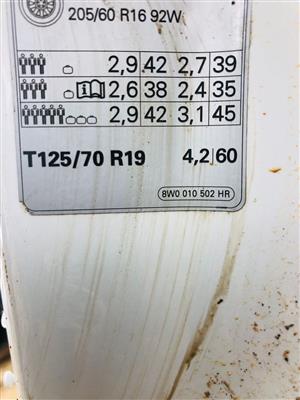 205/60 R16 92W
2,9 42 2,7 39
2,6 38 2,4 35
2,9 42 3,1 45
T125/70 R19 4,2 60
8W0 010 502 HR